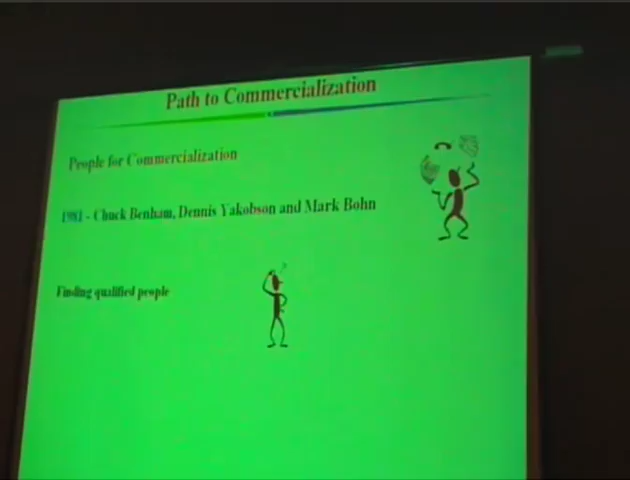 Path to Commercialization
People for Commercialization
1981 - Chuck Benham, Dennis Yakobson and Mark Bohn
Finding qualified people